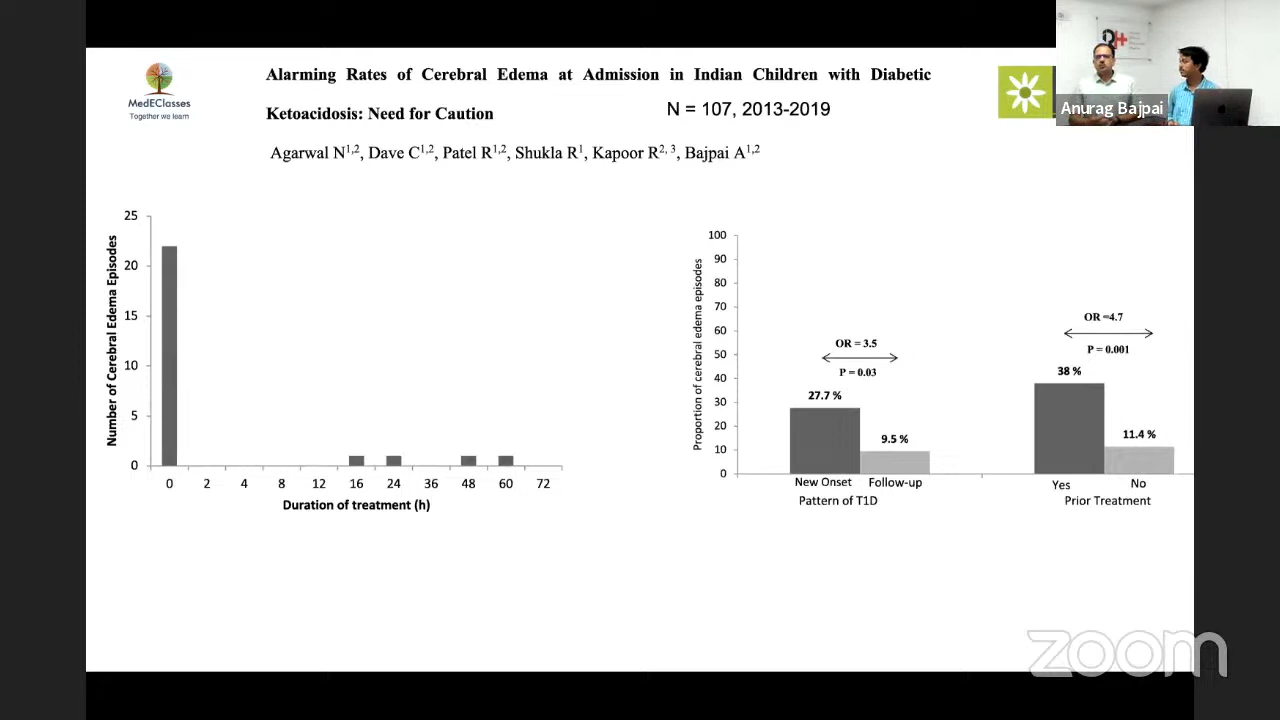 Alarming Rates of Cerebral Edema at Admission in Indian Children with Diabetic
Ketoacidosis: Need for Caution
N = 107, 2013-2019
Agarwal N1,2, Dave C1,2, Patel R1,2, Shukla R1, Kapoor R2, 3, Bajpai A1,2
MedEClasses
Together we learn
Anurag Bajpai
Number of Cerebral Edema Episodes
25
20
15
10
5
0
0 2 4 8 12 16 24 36 48 60 72
Duration of treatment (h)
Proportion of cerebral edema episodes
100
90
80
70
60
50
40
30
20
10
0
OR = 3.5
P = 0.03
27.7 %
9.5 %
New Onset Follow-up
Pattern of T1D
OR =4.7
P = 0.001
38 %
11.4 %
Yes No
Prior Treatment
zoom